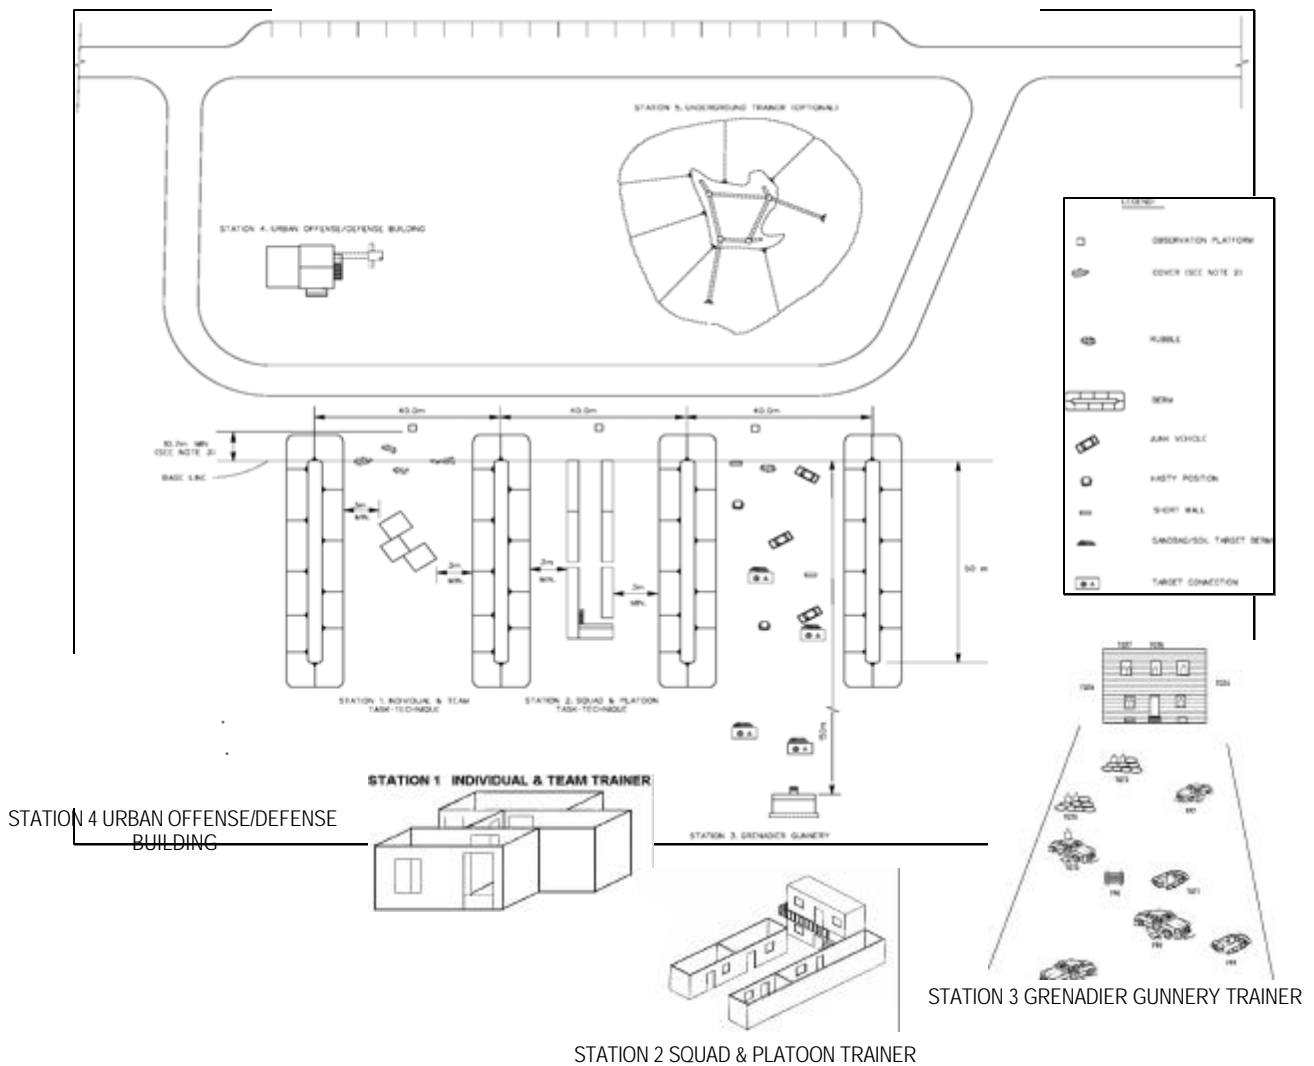 STATION 5. UNDERGROUND TRAINOR (OPTIONAL)
STATION 4. URBAN OFFENSE/DEFENSE BUILDING
LEGEND:
OBSERVATION PLATFORM
COVER (SEE NOTE 2)
RUBBLE
BERM
JUNK VEHICLE
HASTY POSITION
SHORT WALL
SANDBAG/SOIL TARGET BERM
TARGET CONNECTION
40.0m
40.0m
40.0m
(SEE NOTE 3)
BASE LINE
MIN.
MIN.
MIN.
MIN.
50 m
150m
STATION 1. INDIVIDUAL & TEAM
TASK-TECHNIQUE
STATION 2. SQUAD & PLATOON
TASK-TECHNIQUE
STATION 3. GRENADIER GUNNERY
STATION 1 INDIVIDUAL & TEAM TRAINER
STATION 4 URBAN OFFENSE/DEFENSE
BUILDING
STATION 3 GRENADIER GUNNERY TRAINER
STATION 2 SQUAD & PLATOON TRAINER